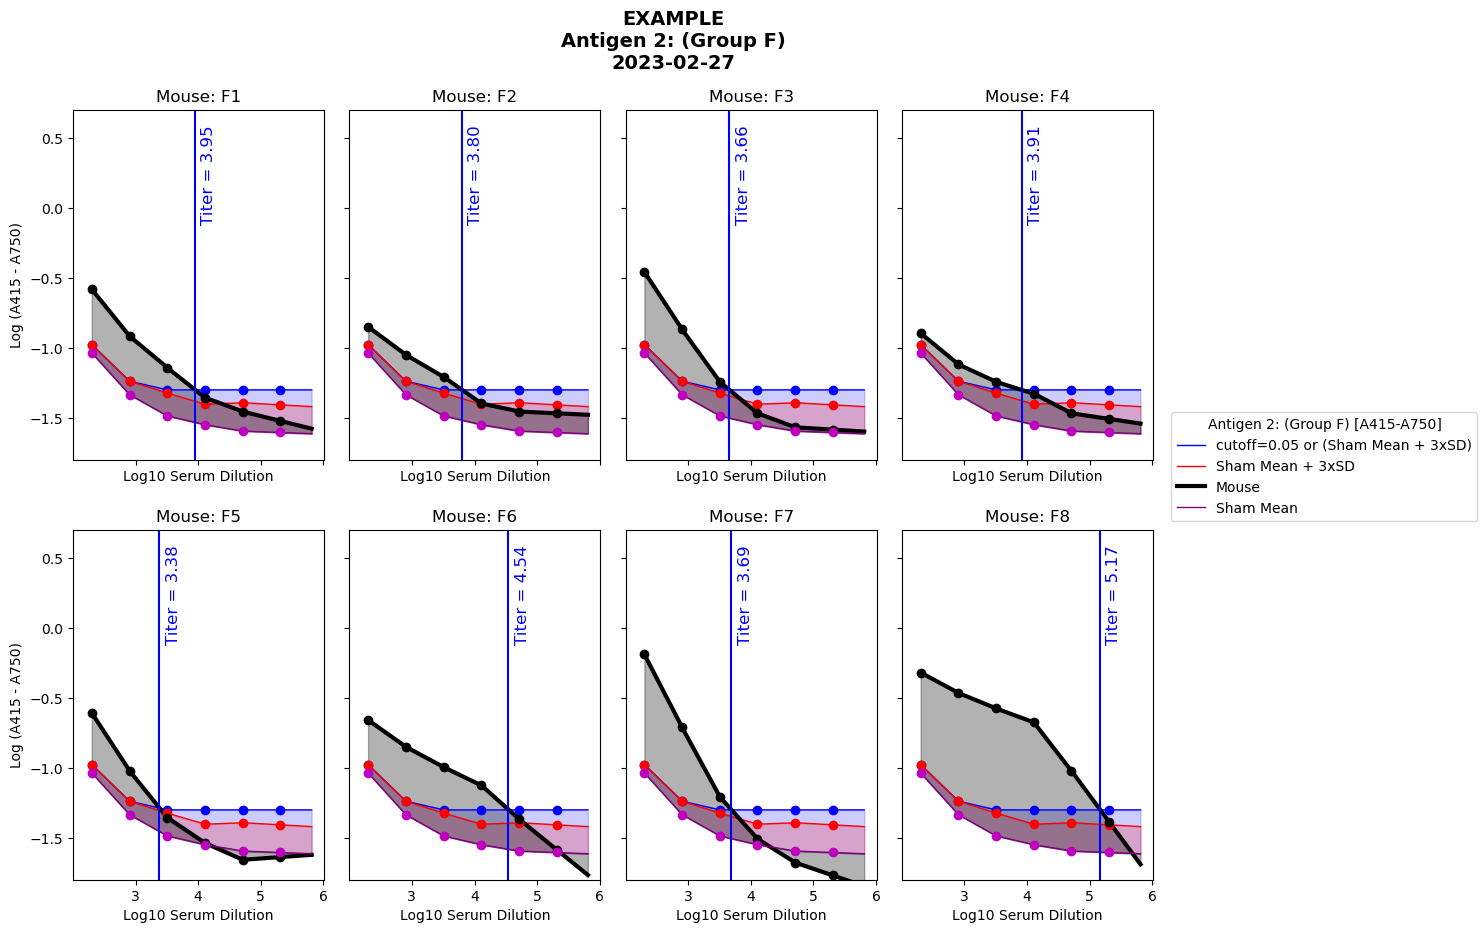 EXAMPLE
Antigen 2: (Group F)
2023-02-27
Mouse: F1
Mouse: F2
Mouse: F3
Mouse: F4
Log (A415 - A750)
0.5
0.0
−0.5
−1.0
−1.5
Titer = 3.95
Titer = 3.80
Titer = 3.66
Titer = 3.91
3
4
5
6
3
4
5
6
3
4
5
6
3
4
5
6
Log10 Serum Dilution
Log10 Serum Dilution
Log10 Serum Dilution
Log10 Serum Dilution
Antigen 2: (Group F) [A415-A750]
cutoff=0.05 or (Sham Mean + 3xSD)
Sham Mean + 3xSD
Mouse
Sham Mean
Mouse: F5
Mouse: F6
Mouse: F7
Mouse: F8
Log (A415 - A750)
0.5
0.0
−0.5
−1.0
−1.5
Titer = 3.38
Titer = 4.54
Titer = 3.69
Titer = 5.17
Log10 Serum Dilution
Log10 Serum Dilution
Log10 Serum Dilution
Log10 Serum Dilution